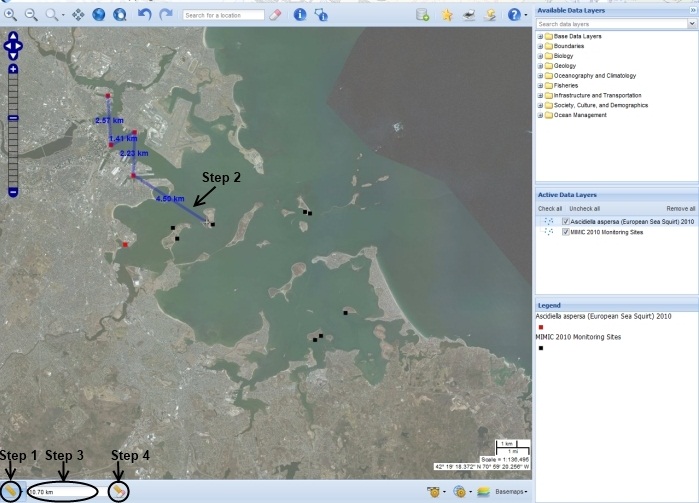 Search for a location
Available Data Layers
Search data layers
Base Data Layers
Boundaries
Biology
Geology
Oceanography and Climatology
Fisheries
Infrastructure and Transportation
Society, Culture, and Demographics
Ocean Management
2.57 km
1.41 km
2.23 km
4.50 km
Step 2
Active Data Layers
Check all Uncheck all Remove all
Ascidiella aspersa (European Sea Squirt) 2010
MIMIC 2010 Monitoring Sites
Legend
Ascidiella aspersa (European Sea Squirt) 2010
MIMIC 2010 Monitoring Sites
1 km
1 mi
Scale = 1:136,495
42° 19' 18.372" N 70° 59' 20.256" W
Step 1 Step 3 Step 4
10.70 km
Basemaps